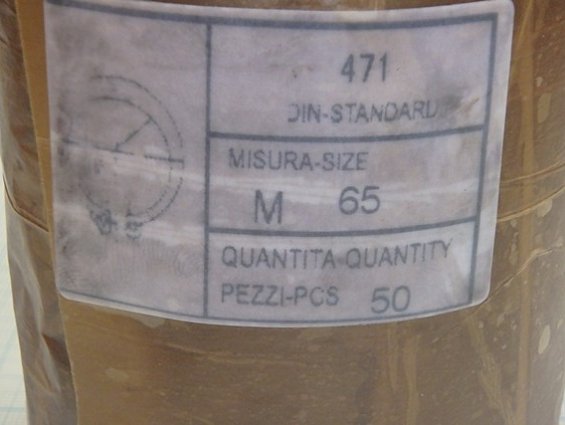 471
DIN-STANDARD
MISURA-SIZE
M 65
QUANTITA-QUANTITY
PEZZI-PCS 50